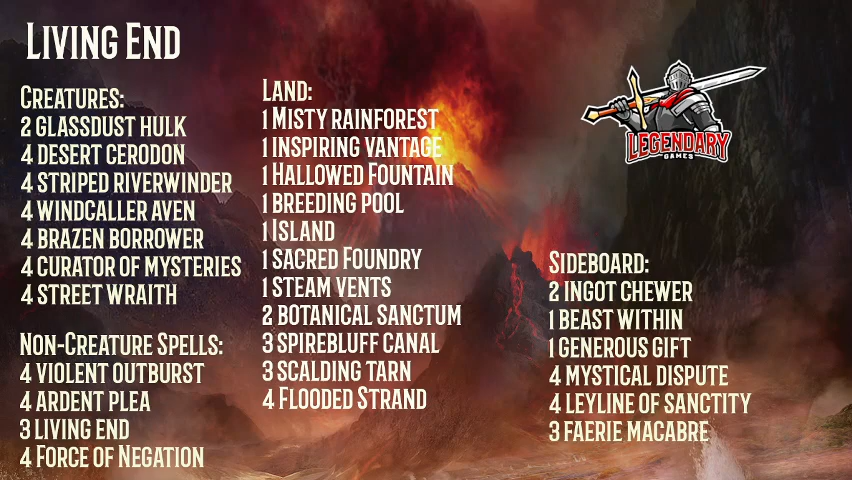 Living End
Creatures:
2 Glassdust Hulk
4 Desert Cerodon
4 Striped Riverwinder
4 Windcaller Aven
4 Brazen Borrower
4 Curator of Mysteries
4 Street Wraith
Non-Creature Spells:
4 Violent Outburst
4 Ardent Plea
3 Living End
4 Force of Negation
Land:
1 Misty Rainforest
1 Inspiring Vantage
1 Hallowed Fountain
1 Breeding Pool
1 Island
1 Sacred Foundry
1 Steam Vents
2 Botanical Sanctum
3 Spirebluff Canal
3 Scalding Tarn
4 Flooded Strand
LEGENDARY
GAMES
Sideboard:
2 Ingot Chewer
1 Beast Within
1 Generous Gift
4 Mystical Dispute
4 Leyline of Sanctity
3 Faerie Macabre